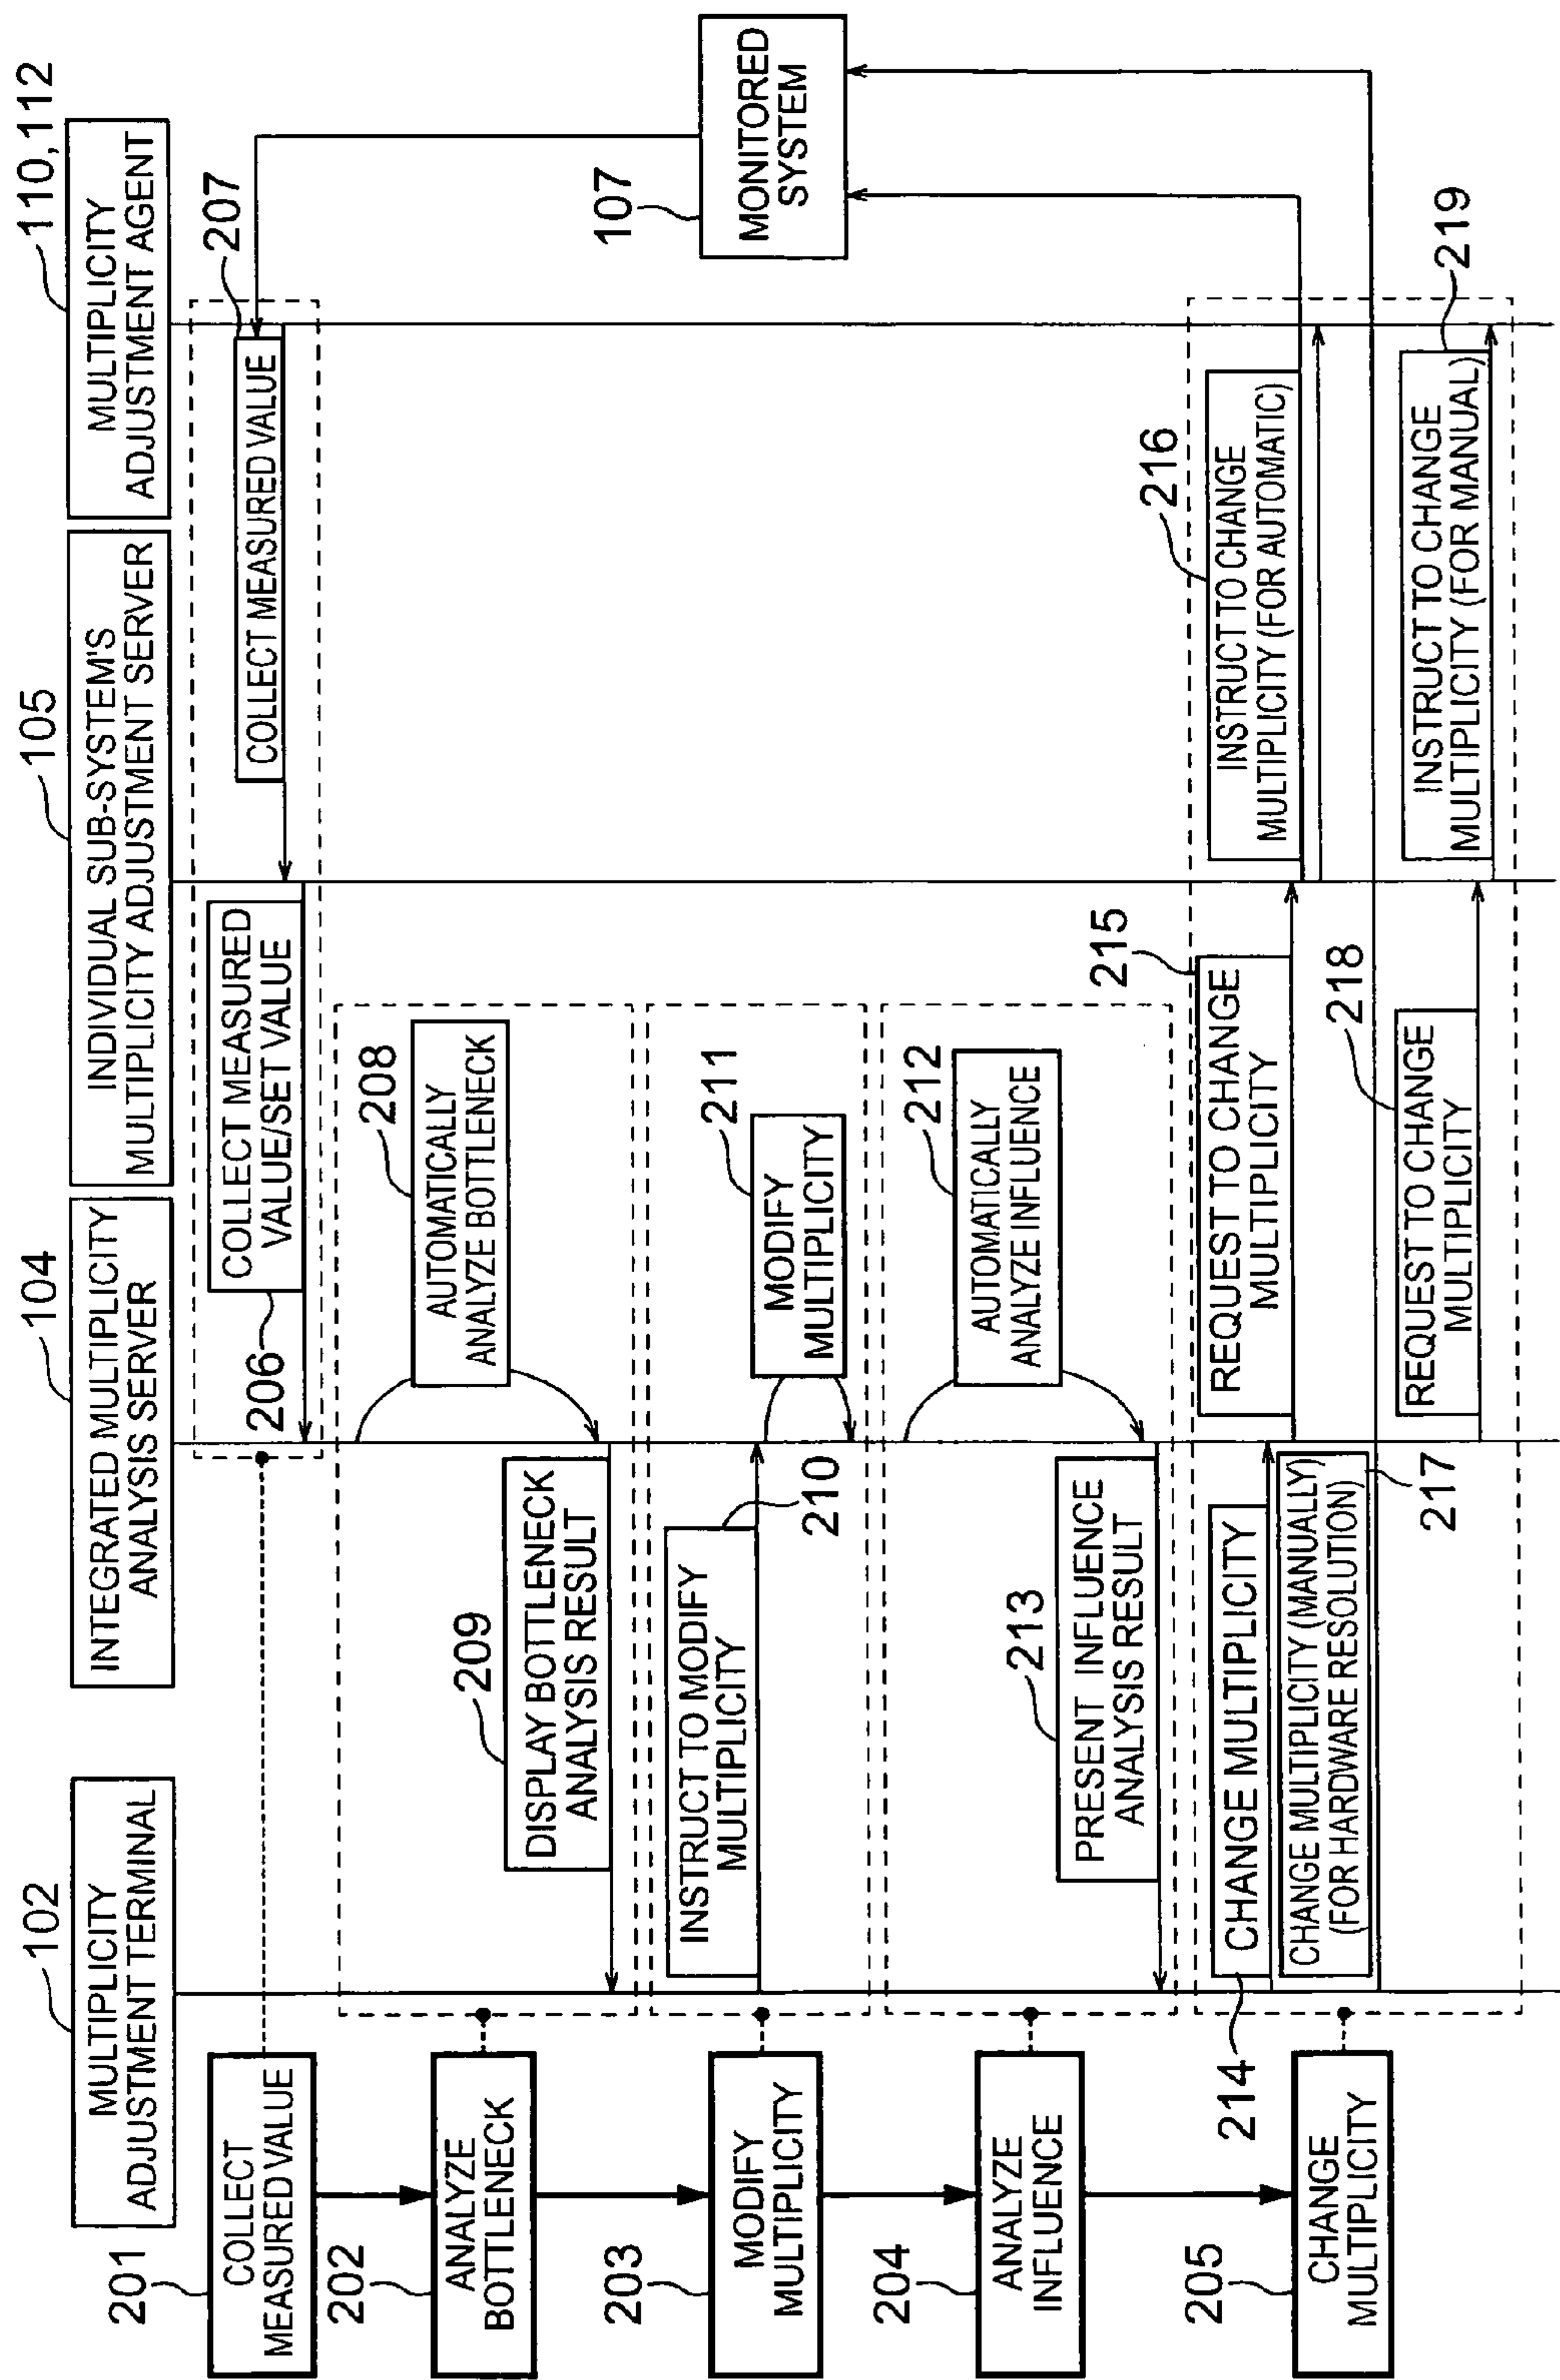 102
MULTIPLICITY
ADJUSTMENT TERMINAL
104
INTEGRATED MULTIPLICITY
ANALYSIS SERVER
105
INDIVIDUAL SUB-SYSTEM'S
MULTIPLICITY ADJUSTMENT SERVER
110,112
MULTIPLICITY
ADJUSTMENT AGENT
201
COLLECT
MEASURED VALUE
206
COLLECT MEASURED
VALUE/SET VALUE
207
COLLECT MEASURED VALUE
202
ANALYZE
BOTTLENECK
208
AUTOMATICALLY
ANALYZE BOTTLENECK
209
DISPLAY BOTTLENECK
ANALYSIS RESULT
107
MONITORED
SYSTEM
203
MODIFY
MULTIPLICITY
INSTRUCT TO MODIFY
MULTIPLICITY
210
211
MODIFY
MULTIPLICITY
204
ANALYZE
INFLUENCE
212
AUTOMATICALLY
ANALYZE INFLUENCE
213
PRESENT INFLUENCE
ANALYSIS RESULT
205
CHANGE
MULTIPLICITY
214
CHANGE MULTIPLICITY
215
REQUEST TO CHANGE
MULTIPLICITY
216
INSTRUCT TO CHANGE
MULTIPLICITY (FOR AUTOMATIC)
CHANGE MULTIPLICITY (MANUALLY)
(FOR HARDWARE RESOLUTION)
217
218
REQUEST TO CHANGE
MULTIPLICITY
219
INSTRUCT TO CHANGE
MULTIPLICITY (FOR MANUAL)